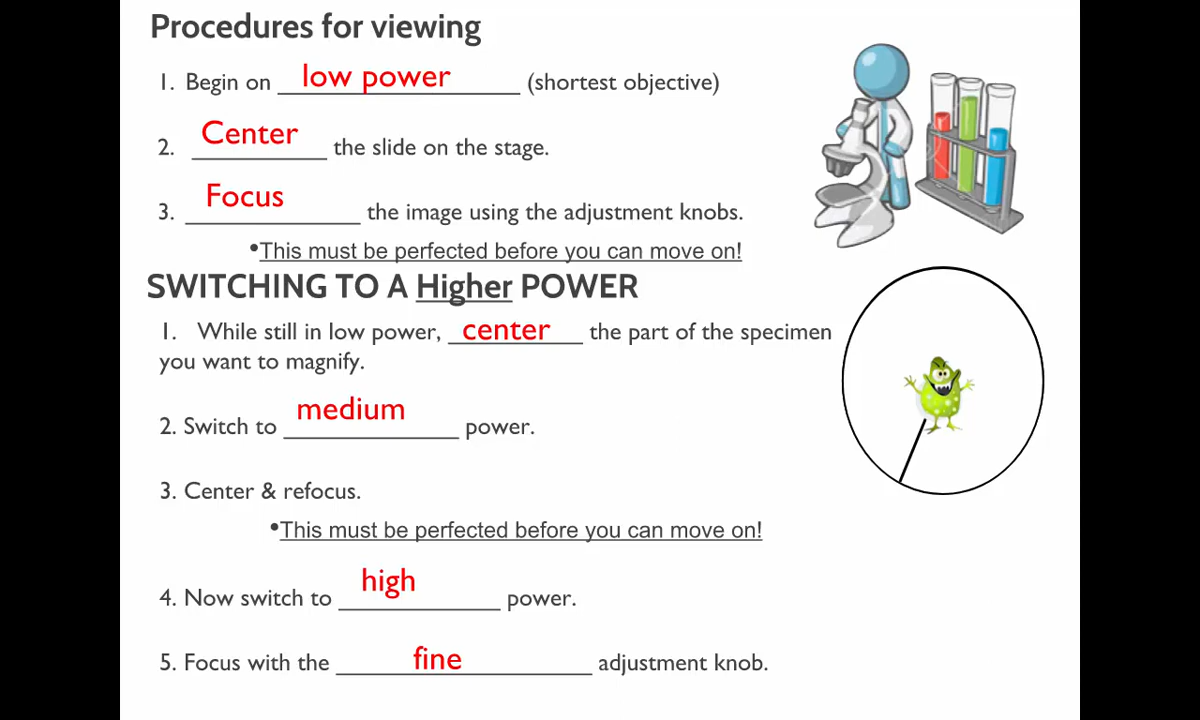 Procedures for viewing
1. Begin on low power (shortest objective)
2. Center the slide on the stage.
3. Focus the image using the adjustment knobs.
•This must be perfected before you can move on!
SWITCHING TO A Higher POWER
1. While still in low power, center the part of the specimen
you want to magnify.
2. Switch to medium power.
3. Center & refocus.
•This must be perfected before you can move on!
4. Now switch to high power.
5. Focus with the fine adjustment knob.